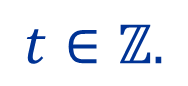 t ∈ ℤ.